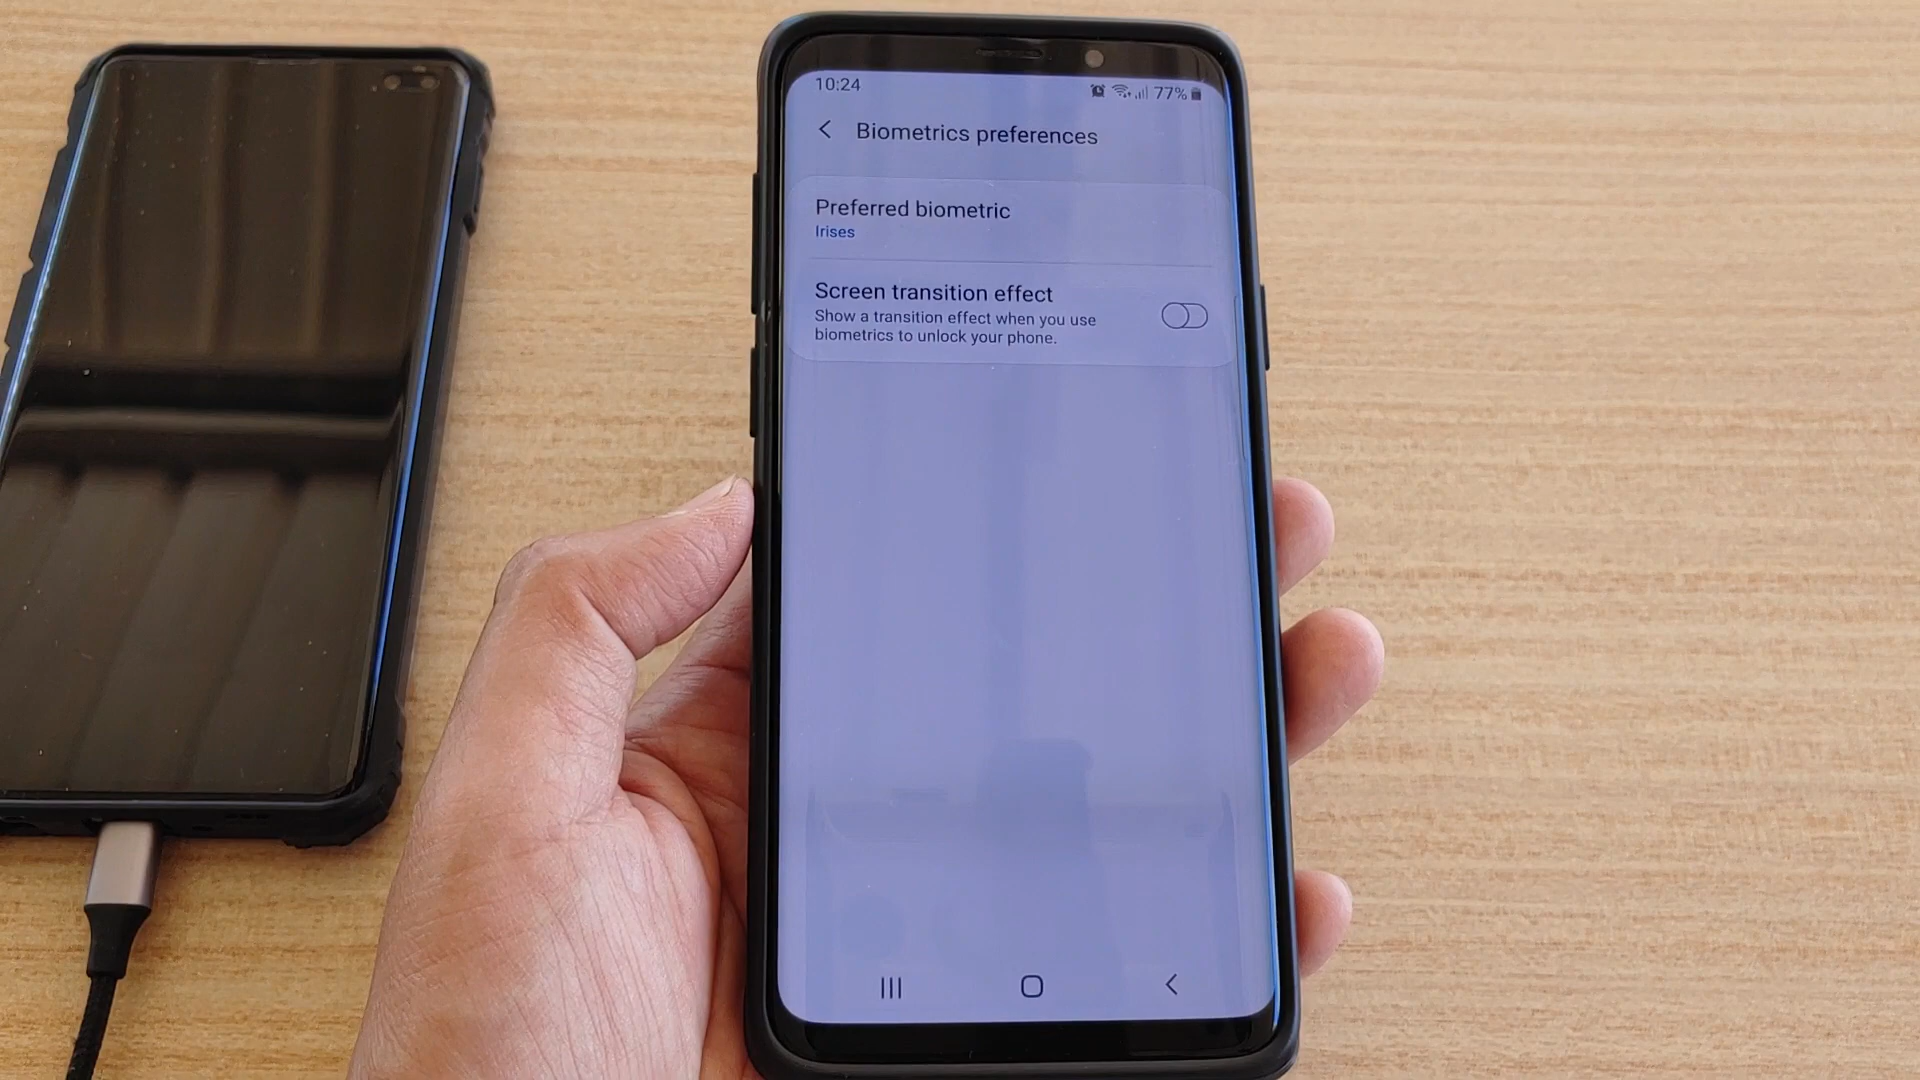 10:24
77%
Biometrics preferences
Preferred biometric
Irises
Screen transition effect
Show a transition effect when you use
biometrics to unlock your phone.